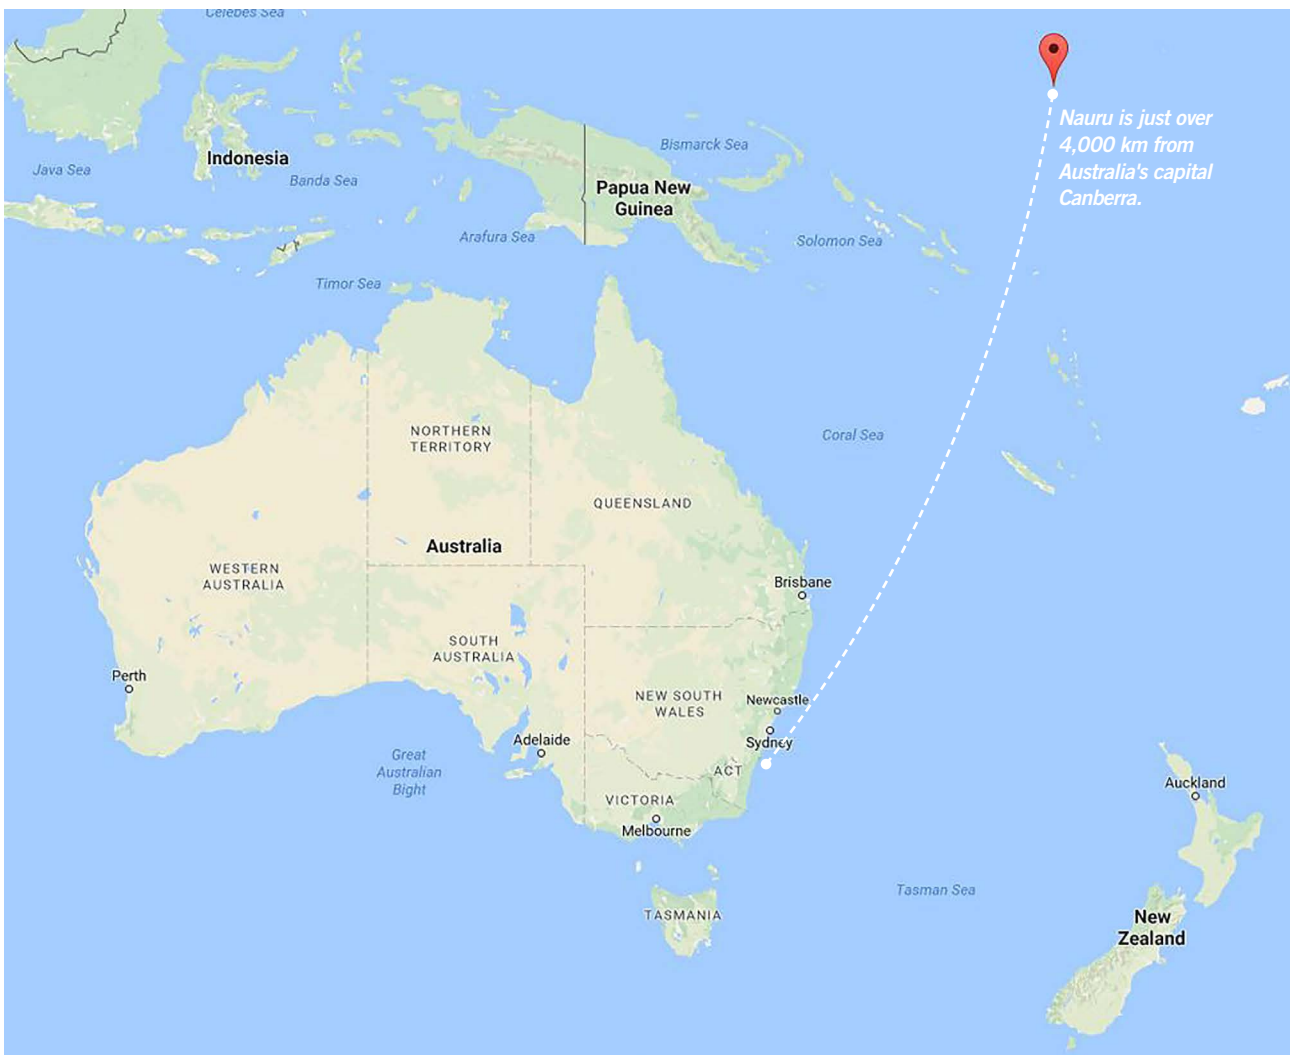 Celebes Sea
Nauru is just over
4,000 km from
Australia's capital
Canberra.
Bismarck Sea
Java Sea
Indonesia
Banda Sea
Papua New
Guinea
Arafura Sea
Solomon Sea
Timor Sea
NORTHERN
TERRITORY
Coral Sea
QUEENSLAND
Australia
WESTERN
AUSTRALIA
Brisbane
SOUTH
AUSTRALIA
Perth
NEW SOUTH
WALES
Newcastle
Sydney
Adelaide
Great
Australian
Bight
ACT
Auckland
VICTORIA
Melbourne
Tasman Sea
TASMANIA
New
Zealand